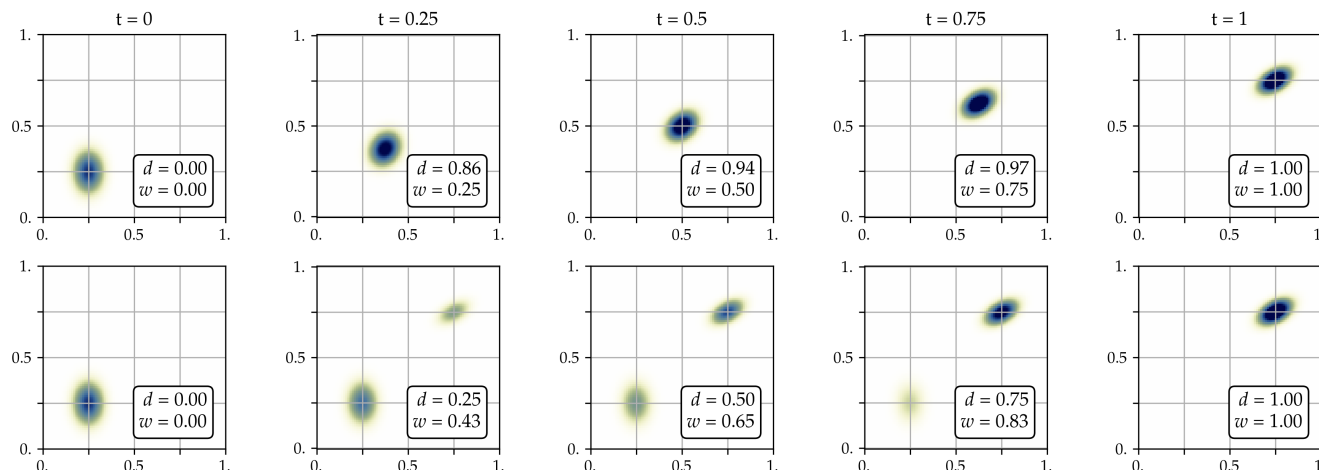 t = 0
t = 0.25
t = 0.5
t = 0.75
t = 1
1.
0.5
0.
d = 0.00
w = 0.00
0. 0.5 1.
1.
0.5
0.
d = 0.86
w = 0.25
0. 0.5 1.
1.
0.5
0.
d = 0.94
w = 0.50
0. 0.5 1.
1.
0.5
0.
d = 0.97
w = 0.75
0. 0.5 1.
1.
0.5
0.
d = 1.00
w = 1.00
0. 0.5 1.
1.
0.5
0.
d = 0.00
w = 0.00
0. 0.5 1.
1.
0.5
0.
d = 0.25
w = 0.43
0. 0.5 1.
1.
0.5
0.
d = 0.50
w = 0.65
0. 0.5 1.
1.
0.5
0.
d = 0.75
w = 0.83
0. 0.5 1.
1.
0.5
0.
d = 1.00
w = 1.00
0. 0.5 1.